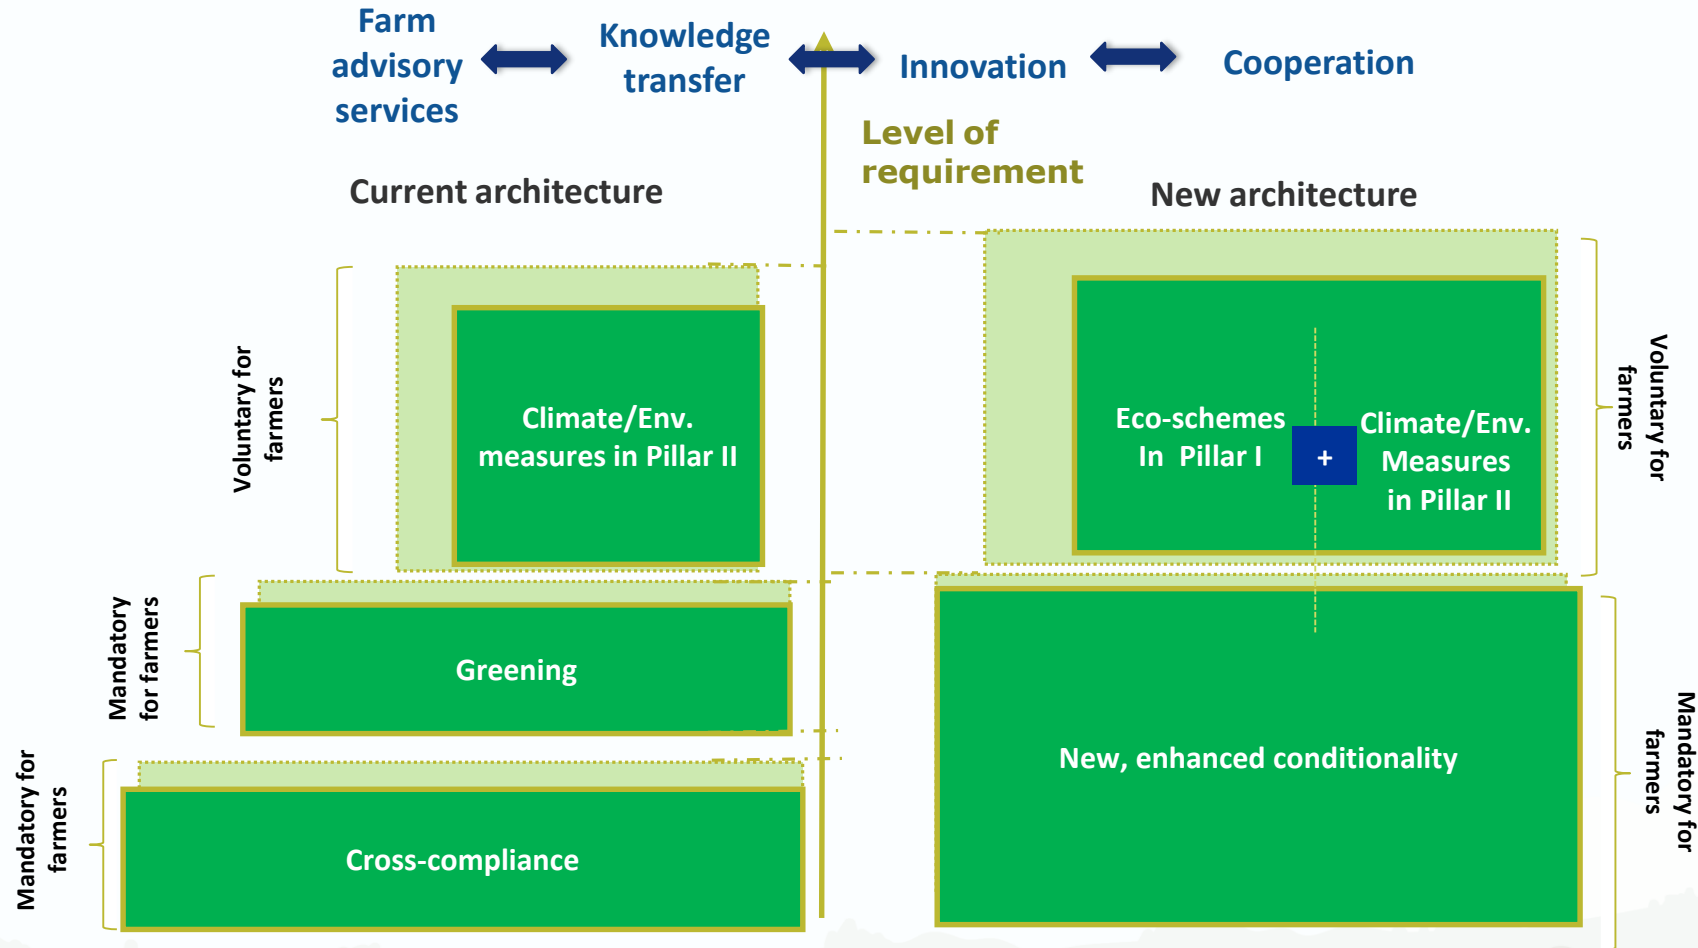 Farm
advisory
services
Knowledge
transfer
Innovation
Cooperation
Level of
requirement
Current architecture
New architecture
Voluntary for
farmers
Climate/Env.
measures in Pillar II
Eco-schemes
In Pillar I
+
Climate/Env.
Measures
in Pillar II
Voluntary for
farmers
Mandatory
for farmers
Greening
Mandatory for
farmers
Cross-compliance
New, enhanced conditionality
Mandatory for
farmers